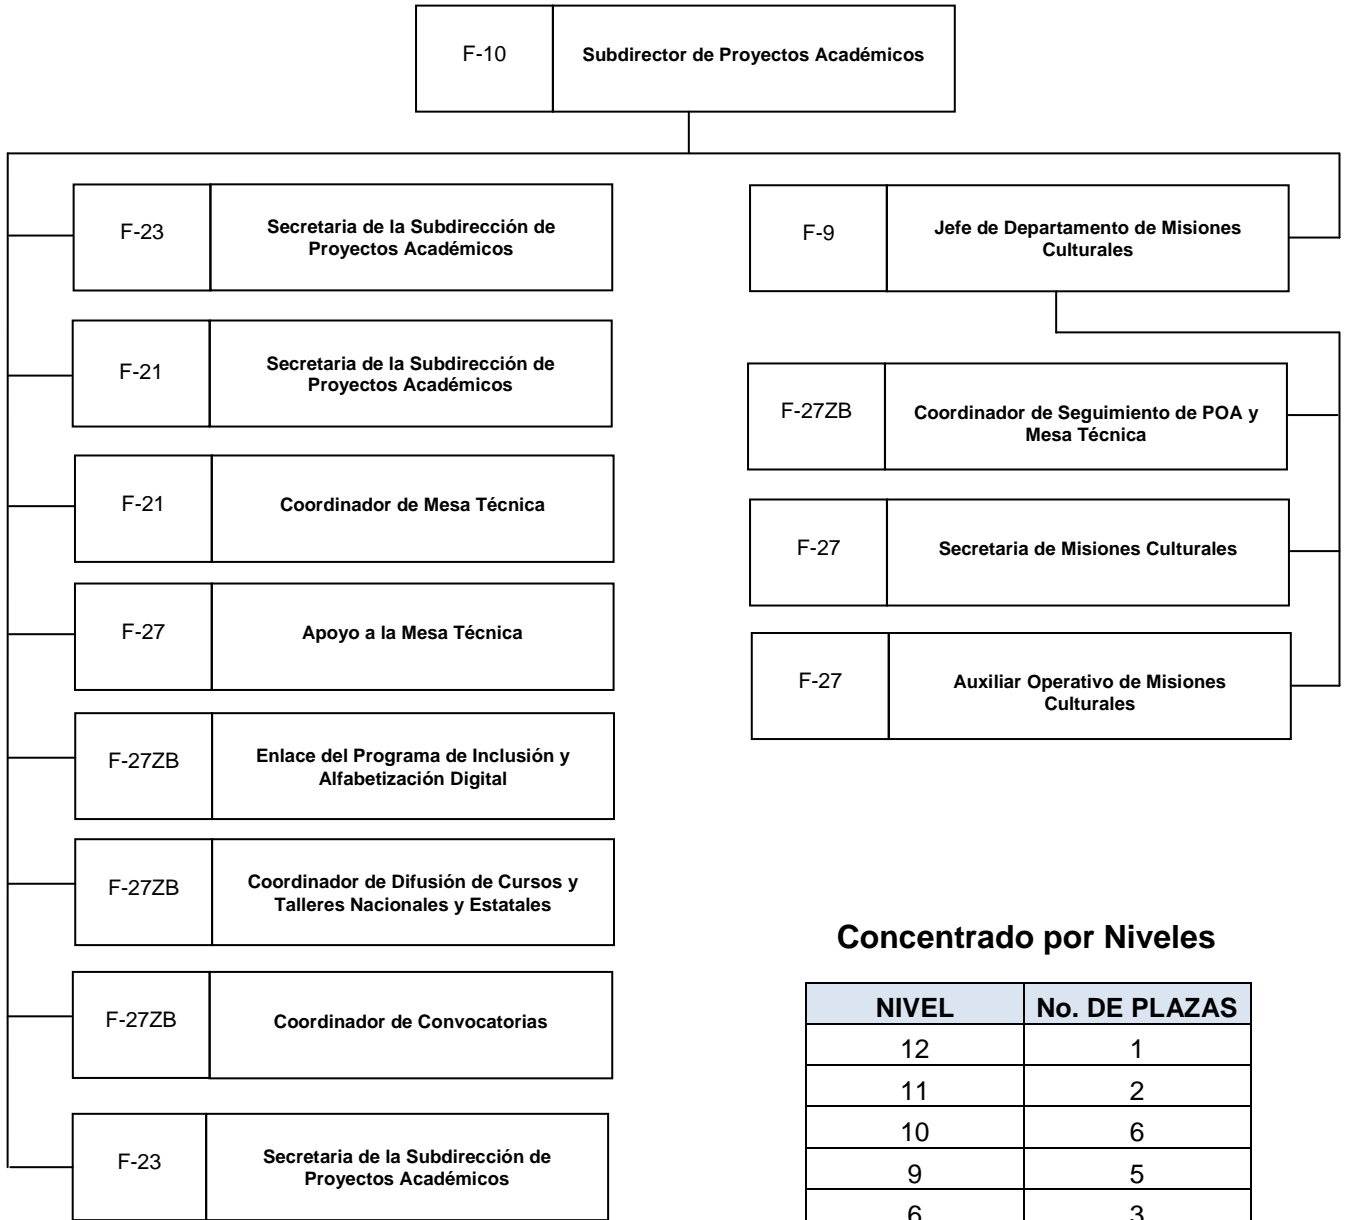 F-10
Subdirector de Proyectos Académicos
F-23
Secretaria de la Subdirección de
Proyectos Académicos
F-21
Secretaria de la Subdirección de
Proyectos Académicos
F-21
Coordinador de Mesa Técnica
F-27
Apoyo a la Mesa Técnica
F-27ZB
Enlace del Programa de Inclusión y
Alfabetización Digital
F-27ZB
Coordinador de Difusión de Cursos y
Talleres Nacionales y Estatales
F-27ZB
Coordinador de Convocatorias
F-23
Secretaria de la Subdirección de
Proyectos Académicos
F-9
Jefe de Departamento de Misiones
Culturales
F-27ZB
Coordinador de Seguimiento de POA y
Mesa Técnica
F-27
Secretaria de Misiones Culturales
F-27
Auxiliar Operativo de Misiones
Culturales
Concentrado por Niveles
NIVEL No. DE PLAZAS
12 1
11 2
10 6
9 5
6 3